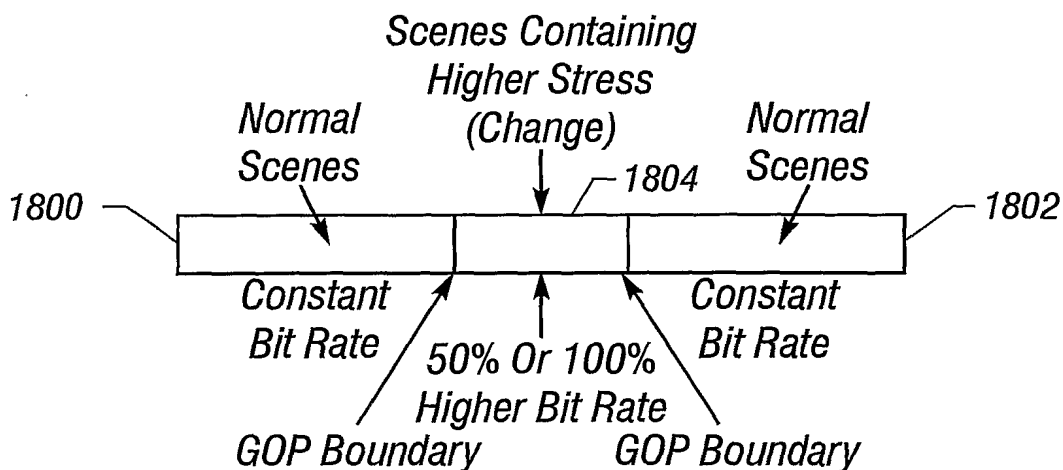 Scenes Containing
Higher Stress
(Change)
Normal
Scenes
Normal
Scenes
1804
1800
1802
Constant
Bit Rate
50% Or 100%
Higher Bit Rate
Constant
Bit Rate
GOP Boundary
GOP Boundary